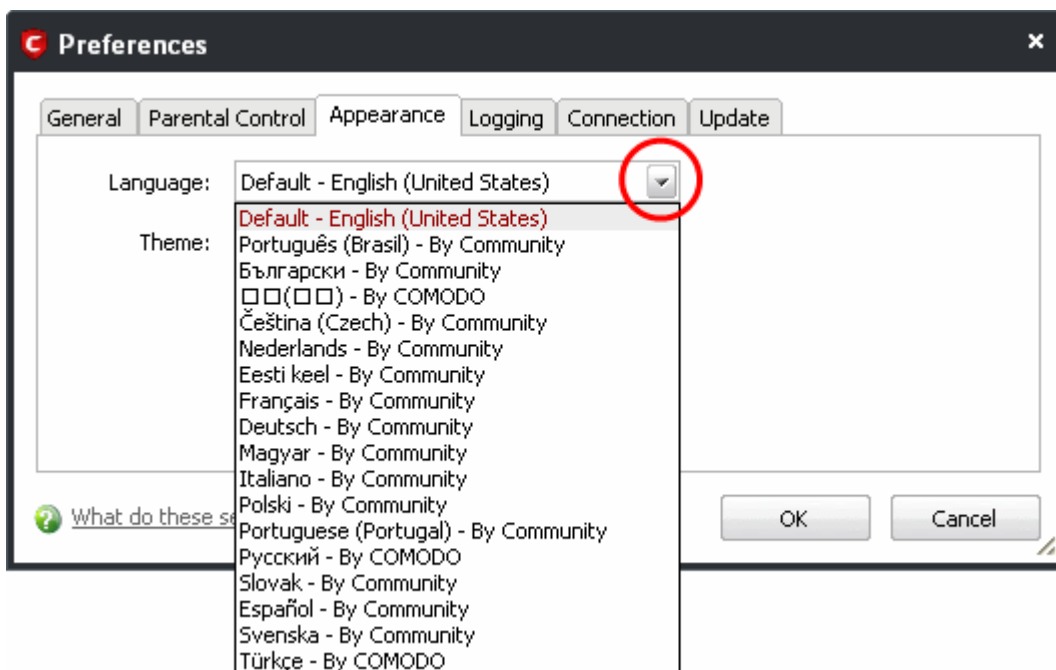 Preferences
General Parental Control Appearance Logging Connection Update
Language: Default - English (United States)
Default - English (United States)
Theme:
Português (Brasil) - By Community
Български - By Community
□□(□□) - By COMODO
Čeština (Czech) - By Community
Nederlands - By Community
Eesti keel - By Community
Français - By Community
Deutsch - By Community
Magyar - By Community
Italiano - By Community
Polski - By Community
What do these se
Portuguese (Portugal) - By Community
OK Cancel
Русский - By COMODO
Slovak - By Community
Español - By Community
Svenska - By Community
Türkçe - By COMODO